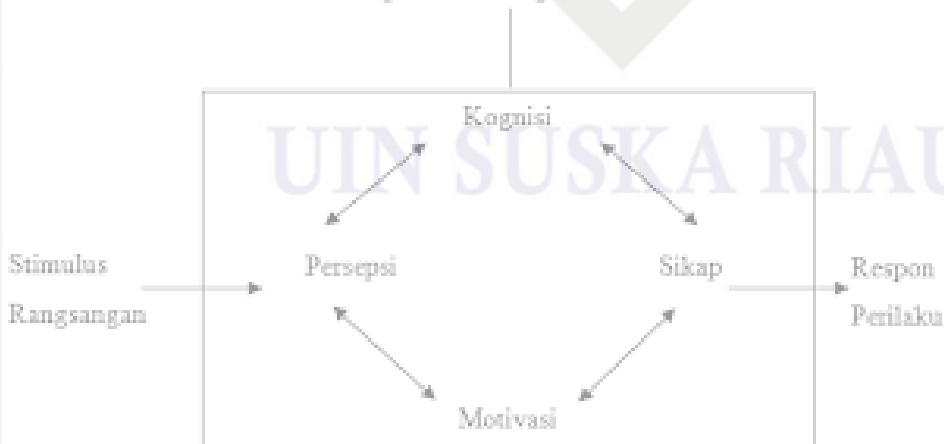 Kognisi
UIN SUSKA RIAU
Stimulus
Rangsangan
Persepsi
Sikap
Respon
Perilaku
Motivasi